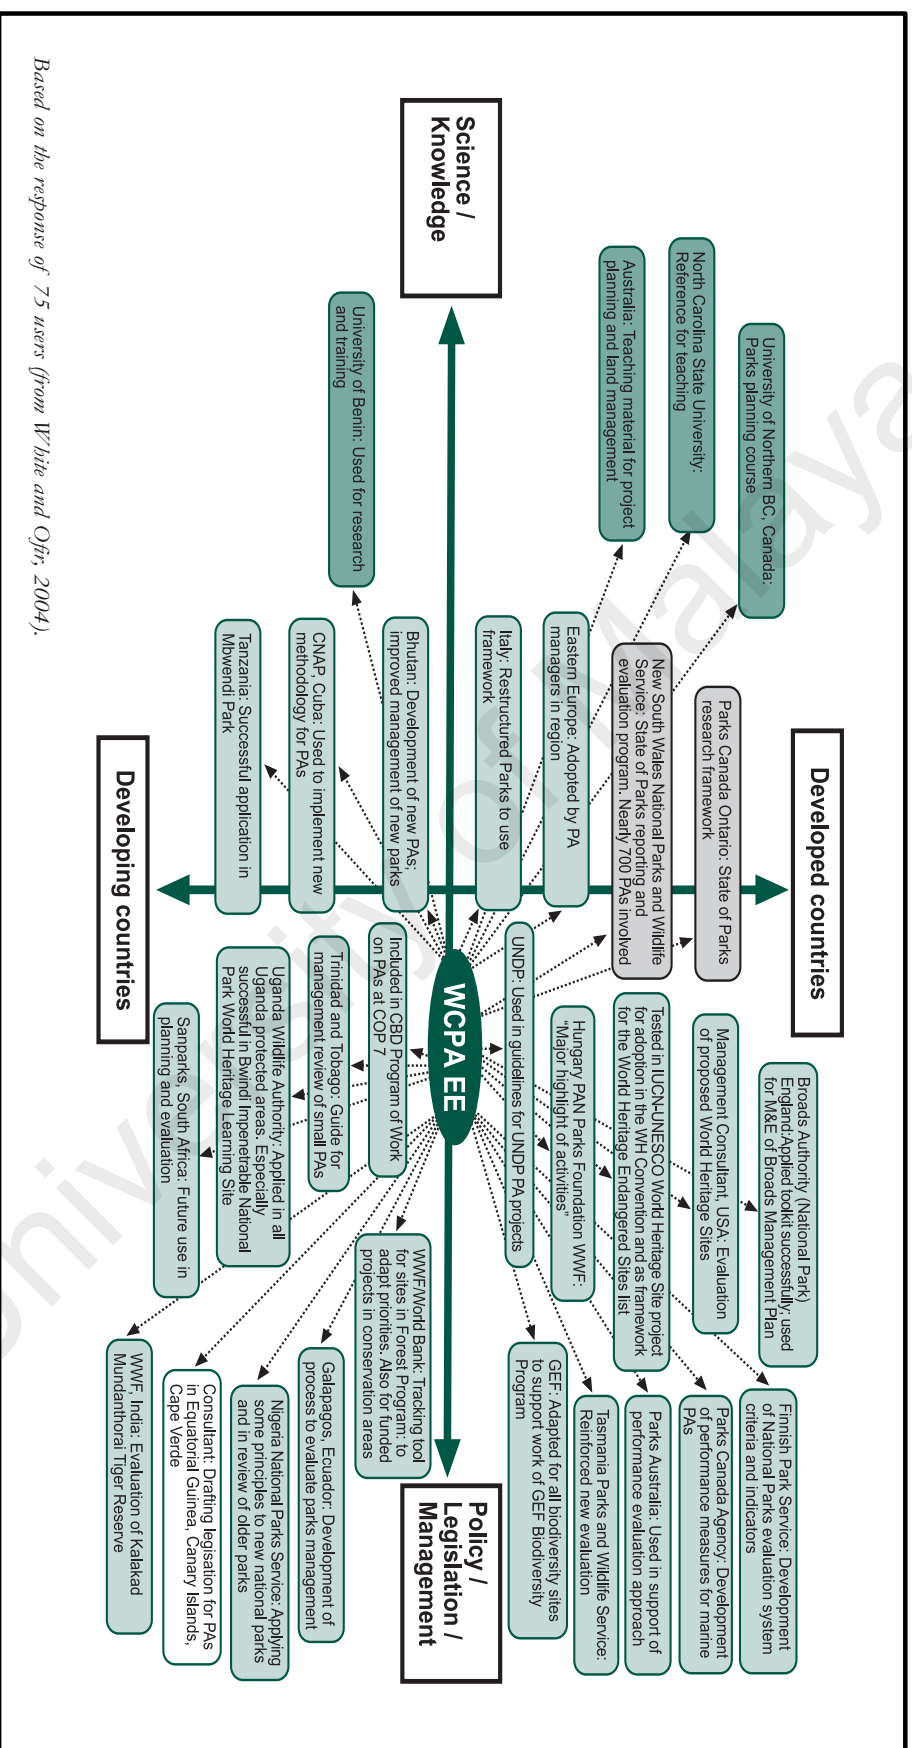 Developed countries
University of Northern BC, Canada:
Parks planning course
North Carolina State University:
Reference for teaching
Australia: Teaching material for project
planning and land management
Parks Canada Ontario: State of Parks
research framework
New South Wales National Parks and Wildlife
Service: State of Parks reporting and
evaluation program. Nearly 700 PAs involved
Eastern Europe: Adopted by PA
managers in region
Italy: Restructured Parks to use
framework
Broads Authority (National Park)
England:Applied toolkit successfully; used
for M&E of Broads Management Plan
Management Consultant, USA: Evaluation
of proposed World Heritage Sites
Tested in IUCN-UNESCO World Heritage Site project
for adoption in the WH Convention and as framework
for the World Heritage Endangered Sites list
Hungary PAN Parks Foundation WWF:
“Major highlight of activities”
UNDP: Used in guidelines for UNDP PA projects
Finnish Park Service: Development
of National Parks evaluation system
criteria and indicators
Parks Canada Agency: Development
of performance measures for marine
PAs
Parks Australia: Used in support of
performance evaluation approach
Tasmania Parks and Wildlife Service:
Reinforced new evaluation
GEF: Adapted for all biodiversity sites
to support work of GEF Biodiversity
Program
Science /
Knowledge
WCPA EE
Policy /
Legislation /
Management
University of Benin: Used for research
and training
Bhutan: Development of new PAs;
improved management of new parks
CNAP, Cuba: Used to implement new
methodology for PAs
Tanzania: Successful application in
Mbwendi Park
Included in CBD Program of Work
on PAs at COP 7
Trinidad and Tobago: Guide for
management review of small PAs
Uganda Wildlife Authority: Applied in all
Uganda protected areas. Especially
successful in Bwindi Impenetrable National
Park World Heritage Learning Site
Sanparks, South Africa: Future use in
planning and evaluation
WWF/World Bank: Tracking tool
for sites in Forest Program: to
adapt priorities. Also for funded
projects in conservation areas
Galapagos, Ecuador: Development of
process to evaluate parks management
Nigeria National Parks Service: Applying
some principles to new national parks
and in review of older parks
Consultant: Drafting legisation for PAs
in Equatorial Guinea, Canary Islands,
Cape Verde
WWF, India: Evaluation of Kalakad
Mundanthorai Tiger Reserve
Developing countries
Based on the response of 75 users (from White and Ofir, 2004).
University of Malaya